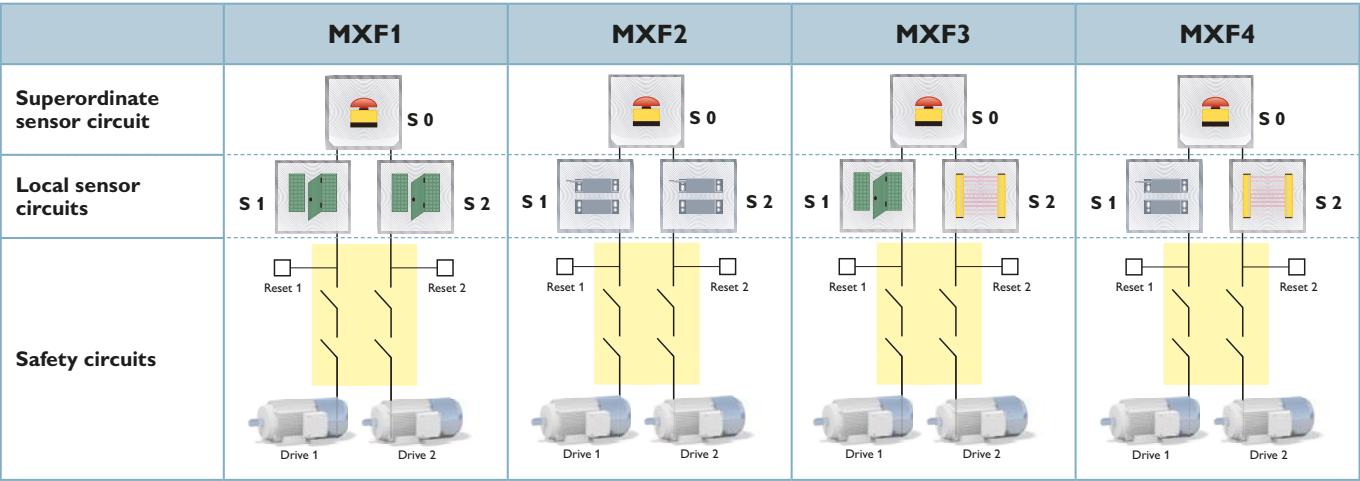 MXF1 MXF2 MXF3 MXF4
Superordinate
sensor circuit
S 0 S 0 S 0 S 0
Local sensor
circuits
S 1 S 2 S 1 S 2 S 1 S 2 S 1 S 2
Reset 1 Reset 2 Reset 1 Reset 2 Reset 1 Reset 2 Reset 1 Reset 2
Safety circuits
Drive 1 Drive 2 Drive 1 Drive 2 Drive 1 Drive 2 Drive 1 Drive 2